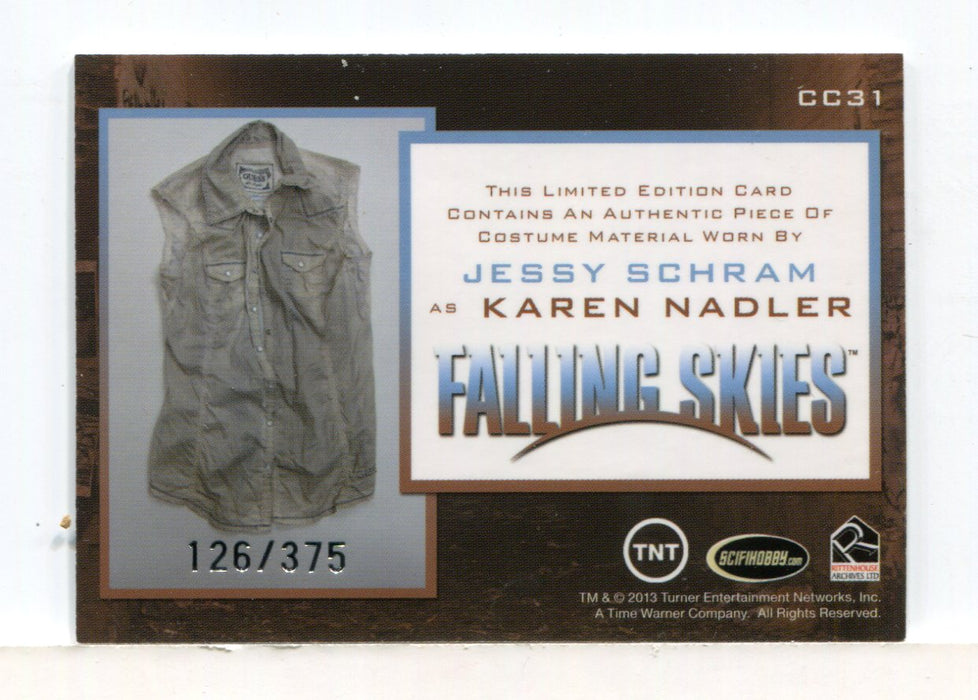 CC31
GUESS
THIS LIMITED EDITION CARD
CONTAINS AN AUTHENTIC PIECE OF
COSTUME MATERIAL WORN BY
JESSY SCHRAM
AS KAREN NADLER
FALLING SKIES™
126/375
TNT
SCIFIHOBBY.com
RITTENHOUSE
ARCHIVES LTD
TM & © 2013 Turner Entertainment Networks, Inc.
A Time Warner Company. All Rights Reserved.